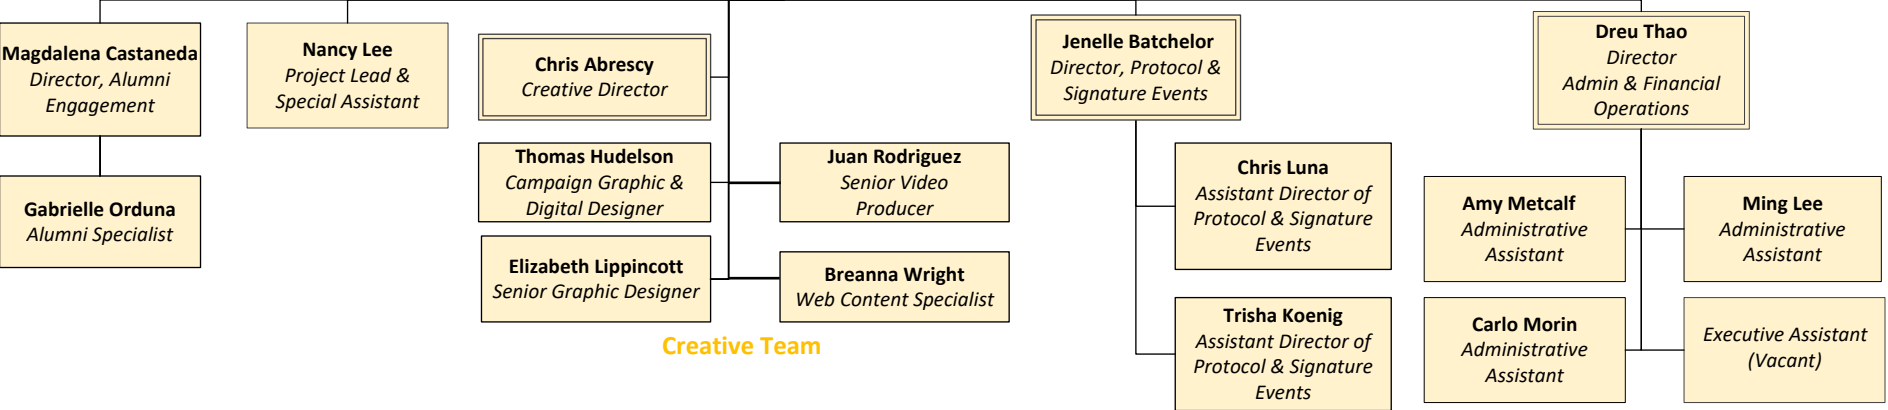 Magdalena Castaneda
Director, Alumni
Engagement
Gabrielle Orduna
Alumni Specialist
Nancy Lee
Project Lead &
Special Assistant
Chris Abrescy
Creative Director
Thomas Hudelson
Campaign Graphic &
Digital Designer
Juan Rodriguez
Senior Video
Producer
Elizabeth Lippincott
Senior Graphic Designer
Breanna Wright
Web Content Specialist
Creative Team
Jenelle Batchelor
Director, Protocol &
Signature Events
Chris Luna
Assistant Director of
Protocol & Signature
Events
Trisha Koenig
Assistant Director of
Protocol & Signature
Events
Dreu Thao
Director
Admin & Financial
Operations
Amy Metcalf
Administrative
Assistant
Ming Lee
Administrative
Assistant
Carlo Morin
Administrative
Assistant
Executive Assistant
(Vacant)